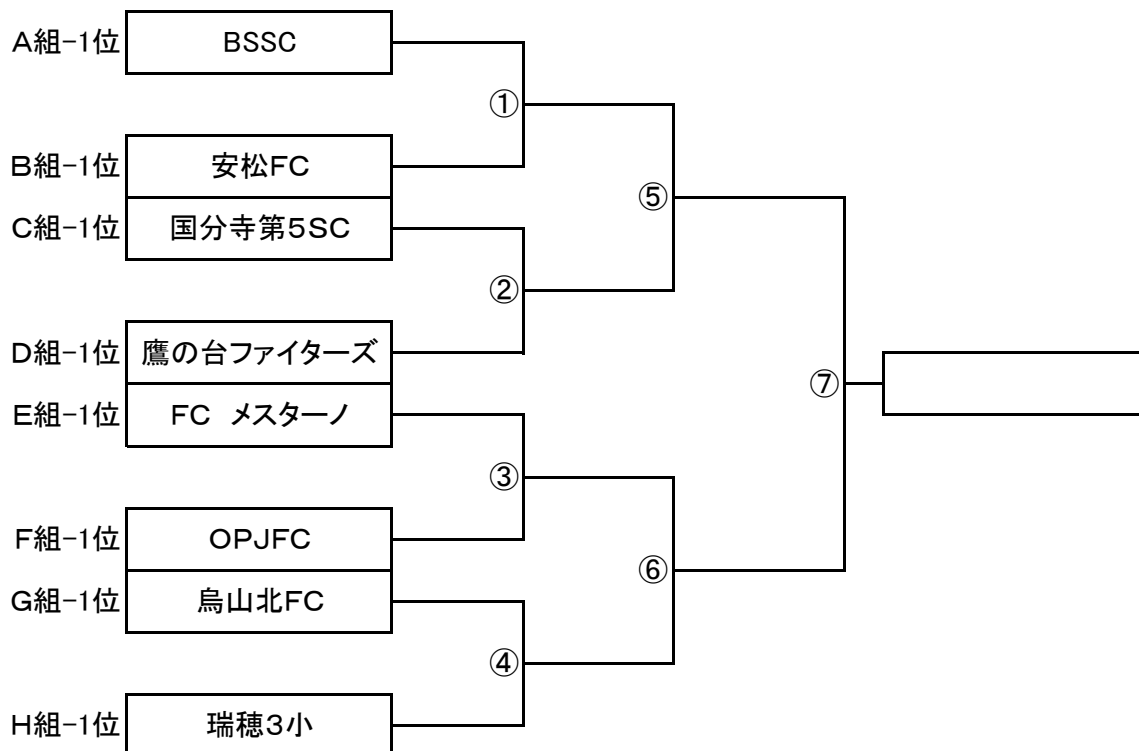 A組-1位 BSSC
①
B組-1位 安松FC
⑤
C組-1位 国分寺第5SC
②
D組-1位 鷹の台ファイターズ
⑦
E組-1位 FC メスターノ
③
F組-1位 OPJFC
⑥
G組-1位 烏山北FC
④
H組-1位 瑞穂3小